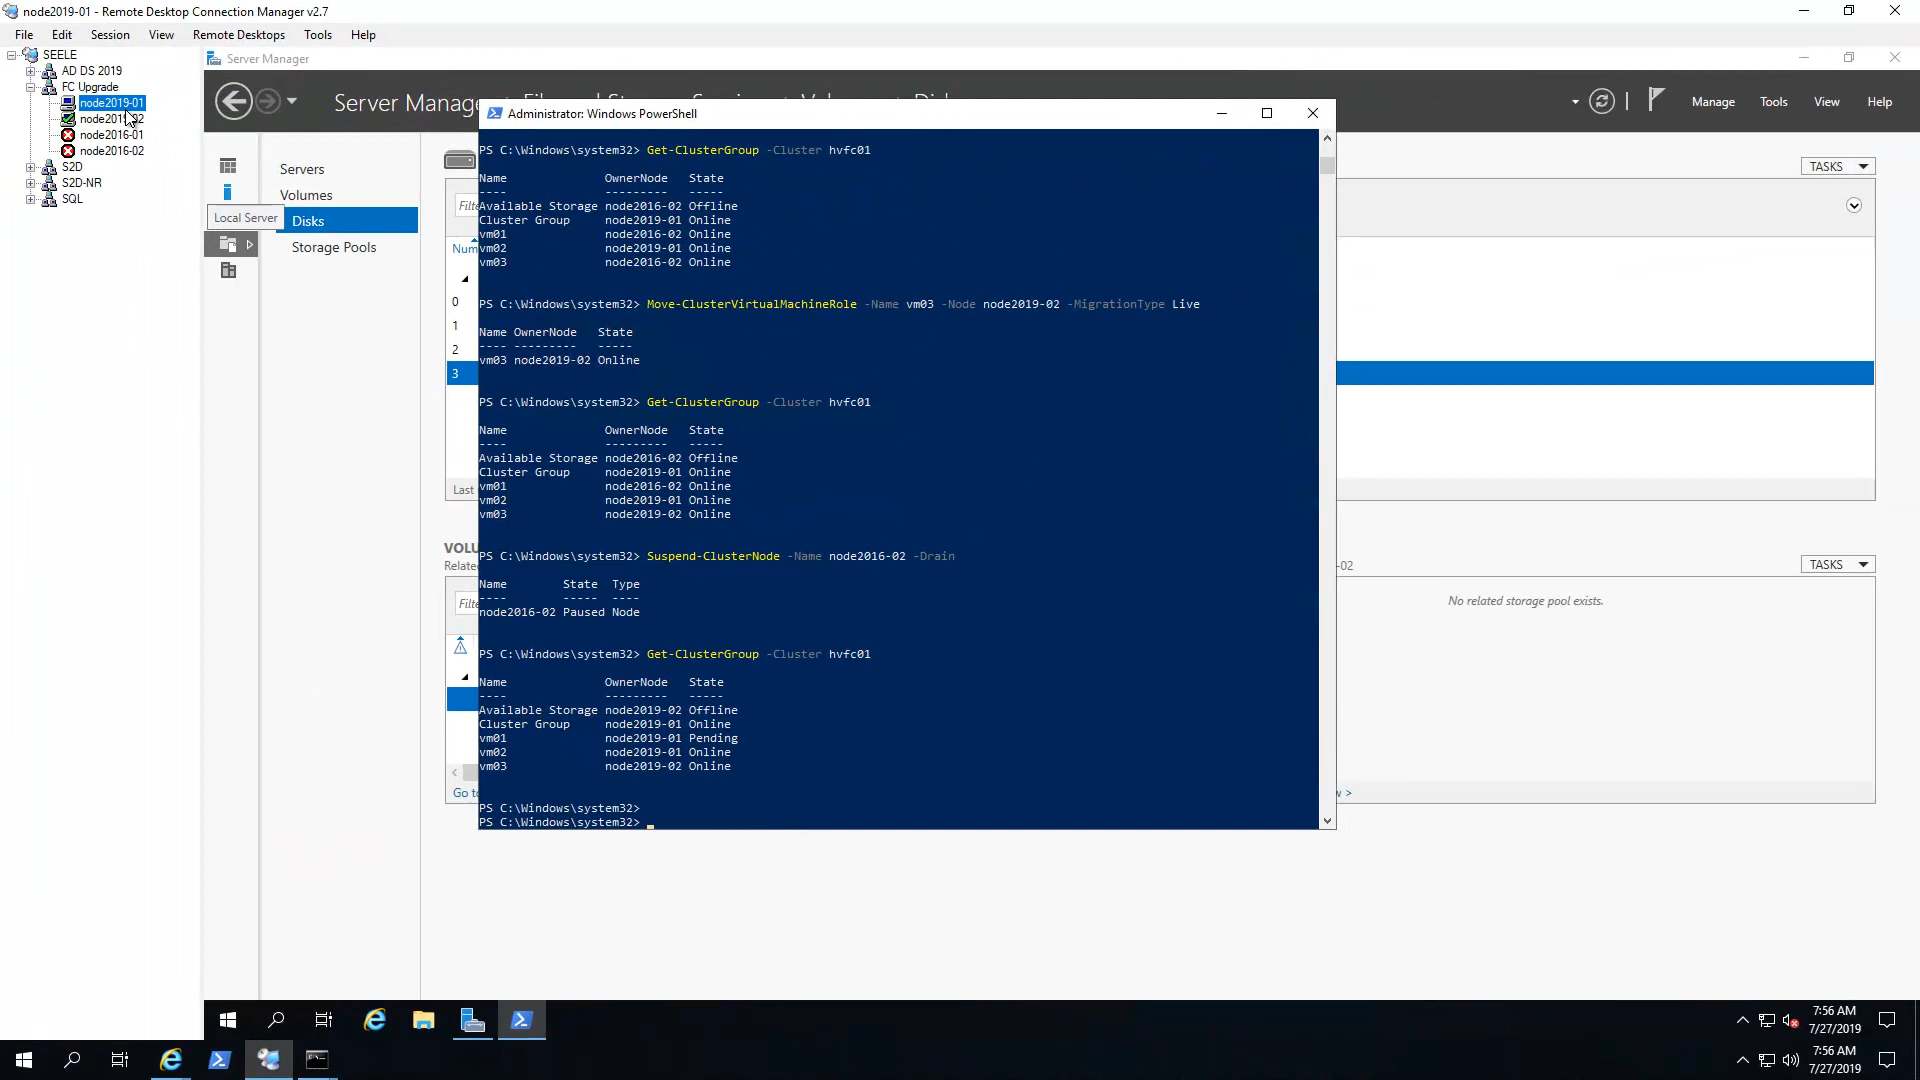 node2019-01 - Remote Desktop Connection Manager v2.7
File Edit Session View Remote Desktops Tools Help
SEELE
AD DS 2019
FC Upgrade
node2019-01
node2016-01
node2016-02
S2D
S2D-NR
SQL
Server Manager
Server Manage
Manage Tools View Help
Servers
Volumes
Local Server
Disks
Storage Pools
TASKS
Filte
Num
0
1
2
3
Last
VOLU
Relate
-02
TASKS
Filte
No related storage pool exists.
Go to
w >
Administrator: Windows PowerShell
PS C:\Windows\system32> Get-ClusterGroup -Cluster hvfc01
Name OwnerNode State
---- --------- -----
Available Storage node2016-02 Offline
Cluster Group node2019-01 Online
vm01 node2016-02 Online
vm02 node2019-01 Online
vm03 node2016-02 Online
PS C:\Windows\system32> Move-ClusterVirtualMachineRole -Name vm03 -Node node2019-02 -MigrationType Live
Name OwnerNode State
---- --------- -----
vm03 node2019-02 Online
PS C:\Windows\system32> Get-ClusterGroup -Cluster hvfc01
Name OwnerNode State
---- --------- -----
Available Storage node2016-02 Offline
Cluster Group node2019-01 Online
vm01 node2016-02 Online
vm02 node2019-01 Online
vm03 node2019-02 Online
PS C:\Windows\system32> Suspend-ClusterNode -Name node2016-02 -Drain
Name State Type
---- ----- ----
node2016-02 Paused Node
PS C:\Windows\system32> Get-ClusterGroup -Cluster hvfc01
Name OwnerNode State
---- --------- -----
Available Storage node2019-02 Offline
Cluster Group node2019-01 Online
vm01 node2019-01 Pending
vm02 node2019-01 Online
vm03 node2019-02 Online
PS C:\Windows\system32>
PS C:\Windows\system32>
7:56 AM
7/27/2019
7:56 AM
7/27/2019